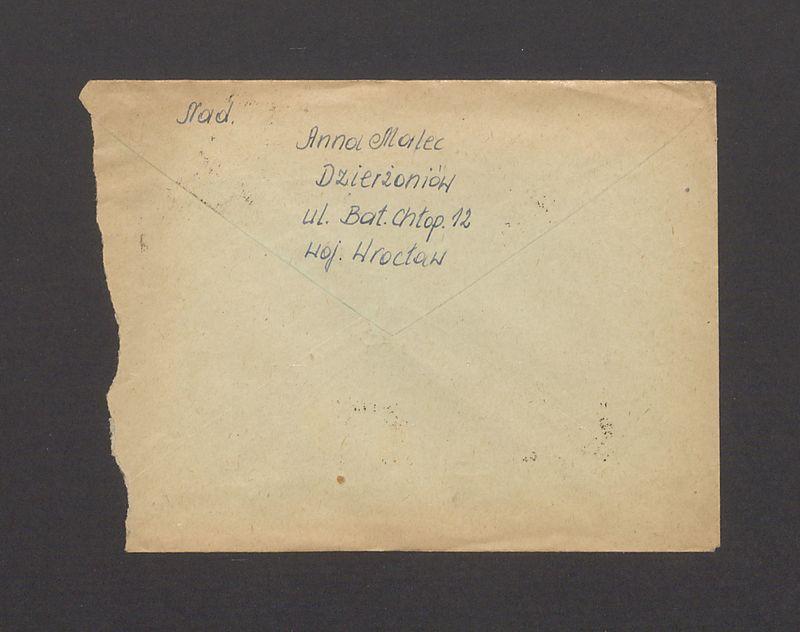 Nad.
Anna Malec
Dzierżoniów
ul. Bat. Chłop. 12
woj. Wrocław